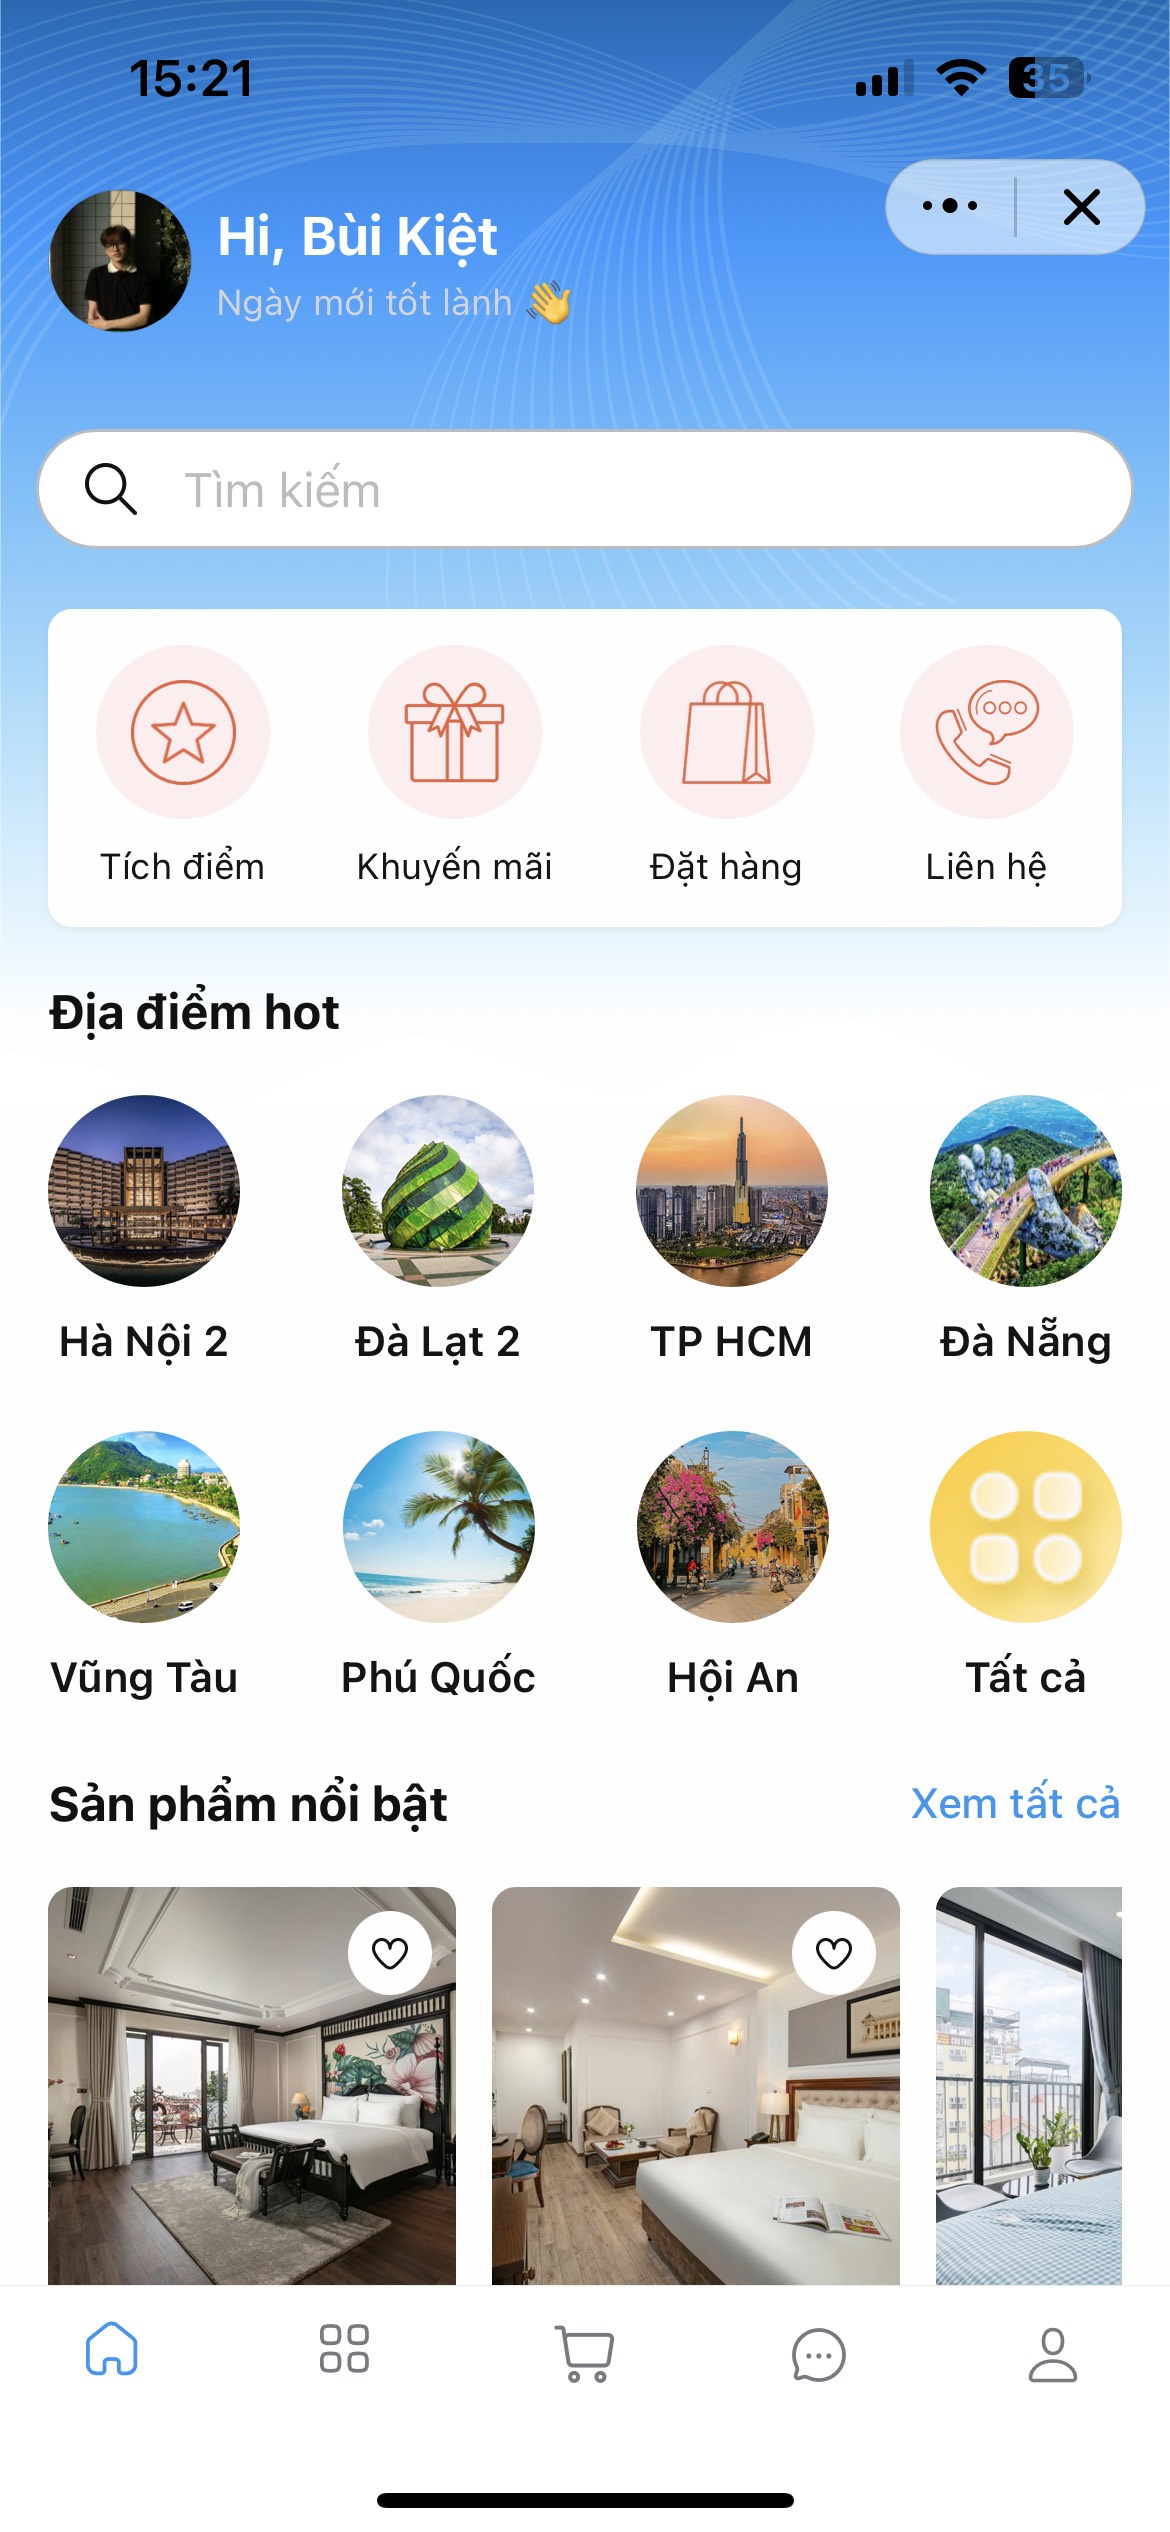 15:21
35
Hi, Bùi Kiệt
Ngày mới tốt lành 👋
Tìm kiếm
Tích điểm
Khuyến mãi
Đặt hàng
Liên hệ
Địa điểm hot
Hà Nội 2
Đà Lạt 2
TP HCM
Đà Nẵng
Vũng Tàu
Phú Quốc
Hội An
Tất cả
Sản phẩm nổi bật
Xem tất cả